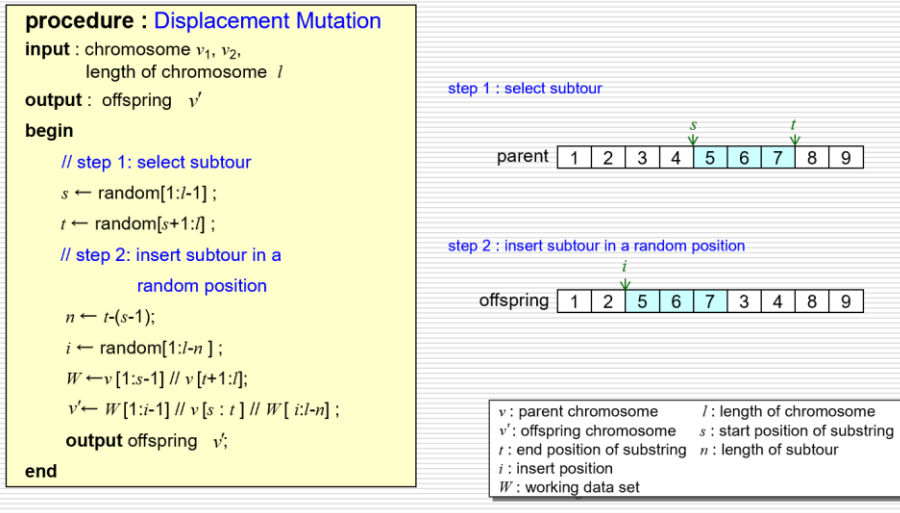 procedure : Displacement Mutation
input : chromosome v₁, v₂,
length of chromosome l
output : offspring v'
begin
// step 1: select subtour
s ← random[1:l-1] ;
t ← random[s+1:l] ;
// step 2: insert subtour in a
random position
n ← t-(s-1);
i ← random[1:l-n ] ;
W ←v [1:s-1] // v [t+1:l];
v'← W [1:i-1] // v [s : t ] // W [ i:l-n] ;
output offspring v';
end
step 1 : select subtour
s t
parent 1 2 3 4 5 6 7 8 9
step 2 : insert subtour in a random position
i
offspring 1 2 5 6 7 3 4 8 9
v : parent chromosome l : length of chromosome
v' : offspring chromosome s : start position of substring
t : end position of substring n : length of subtour
i : insert position
W : working data set